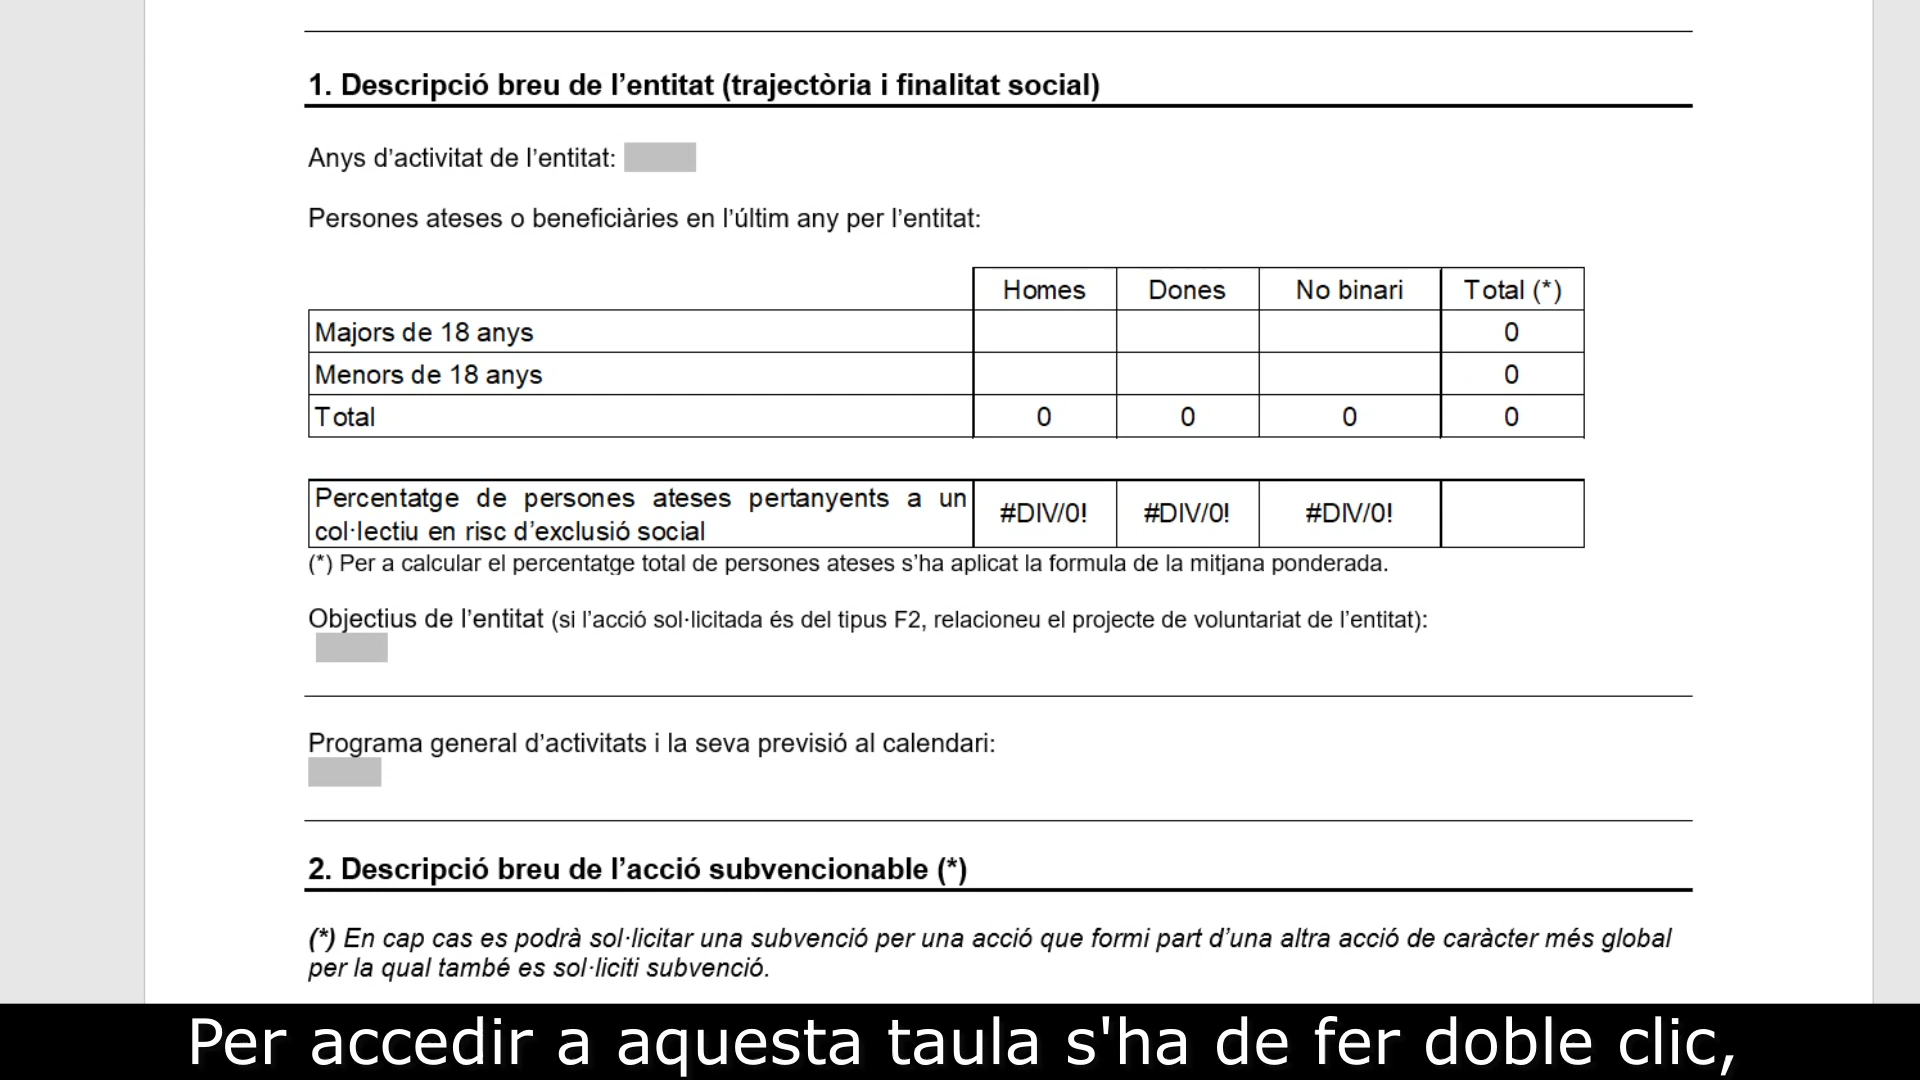 1. Descripció breu de l’entitat (trajectòria i finalitat social)
Anys d’activitat de l’entitat:
Persones ateses o beneficiàries en l’últim any per l’entitat:
Homes Dones No binari Total (*)
Majors de 18 anys 0
Menors de 18 anys 0
Total 0 0 0 0
Percentatge de persones ateses pertanyents a un
col·lectiu en risc d’exclusió social #DIV/0! #DIV/0! #DIV/0!
(*) Per a calcular el percentatge total de persones ateses s’ha aplicat la formula de la mitjana ponderada.
Objectius de l’entitat (si l’acció sol·licitada és del tipus F2, relacioneu el projecte de voluntariat de l’entitat):
Programa general d’activitats i la seva previsió al calendari:
2. Descripció breu de l’acció subvencionable (*)
(*) En cap cas es podrà sol·licitar una subvenció per una acció que formi part d’una altra acció de caràcter més global
per la qual també es sol·liciti subvenció.
Per accedir a aquesta taula s'ha de fer doble clic,